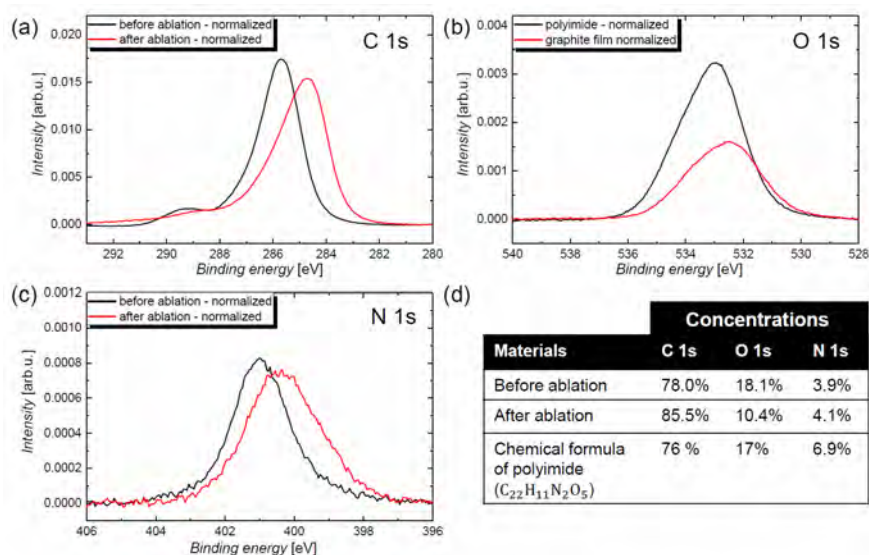 (a)
before ablation - normalized
after ablation - normalized
C 1s
0.020
0.015
0.010
0.005
0.000
Intensity [arb.u.]
292 290 288 286 284 282 280
Binding energy [eV]
(b)
polyimide - normalized
graphite film normalized
O 1s
0.004
0.003
0.002
0.001
0.000
Intensity [arb.u.]
540 538 536 534 532 530 528 526
Binding energy [eV]
(c)
before ablation - normalized
after ablation - normalized
N 1s
0.0012
0.0010
0.0008
0.0006
0.0004
0.0002
0.0000
Intensity [arb.u.]
406 404 402 400 398 396
Binding energy [eV]
(d)
Concentrations
Materials C 1s O 1s N 1s
Before ablation 78.0% 18.1% 3.9%
After ablation 85.5% 10.4% 4.1%
Chemical formula 76 % 17% 6.9%
of polyimide
(C₂₂H₁₁N₂O₅)